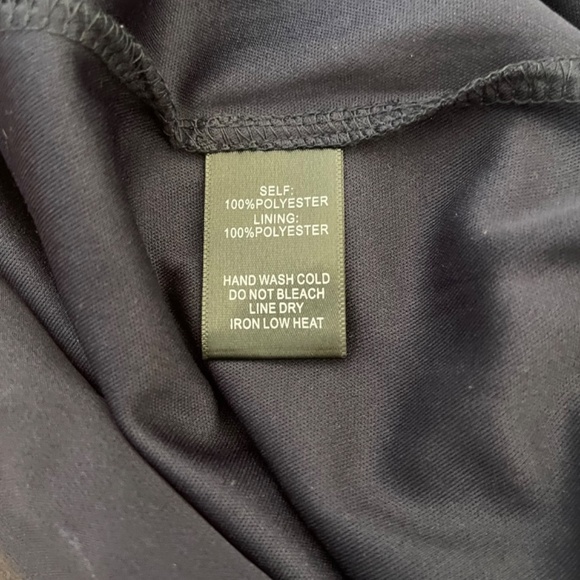 SELF:
100%POLYESTER
LINING:
100%POLYESTER
HAND WASH COLD
DO NOT BLEACH
LINE DRY
IRON LOW HEAT